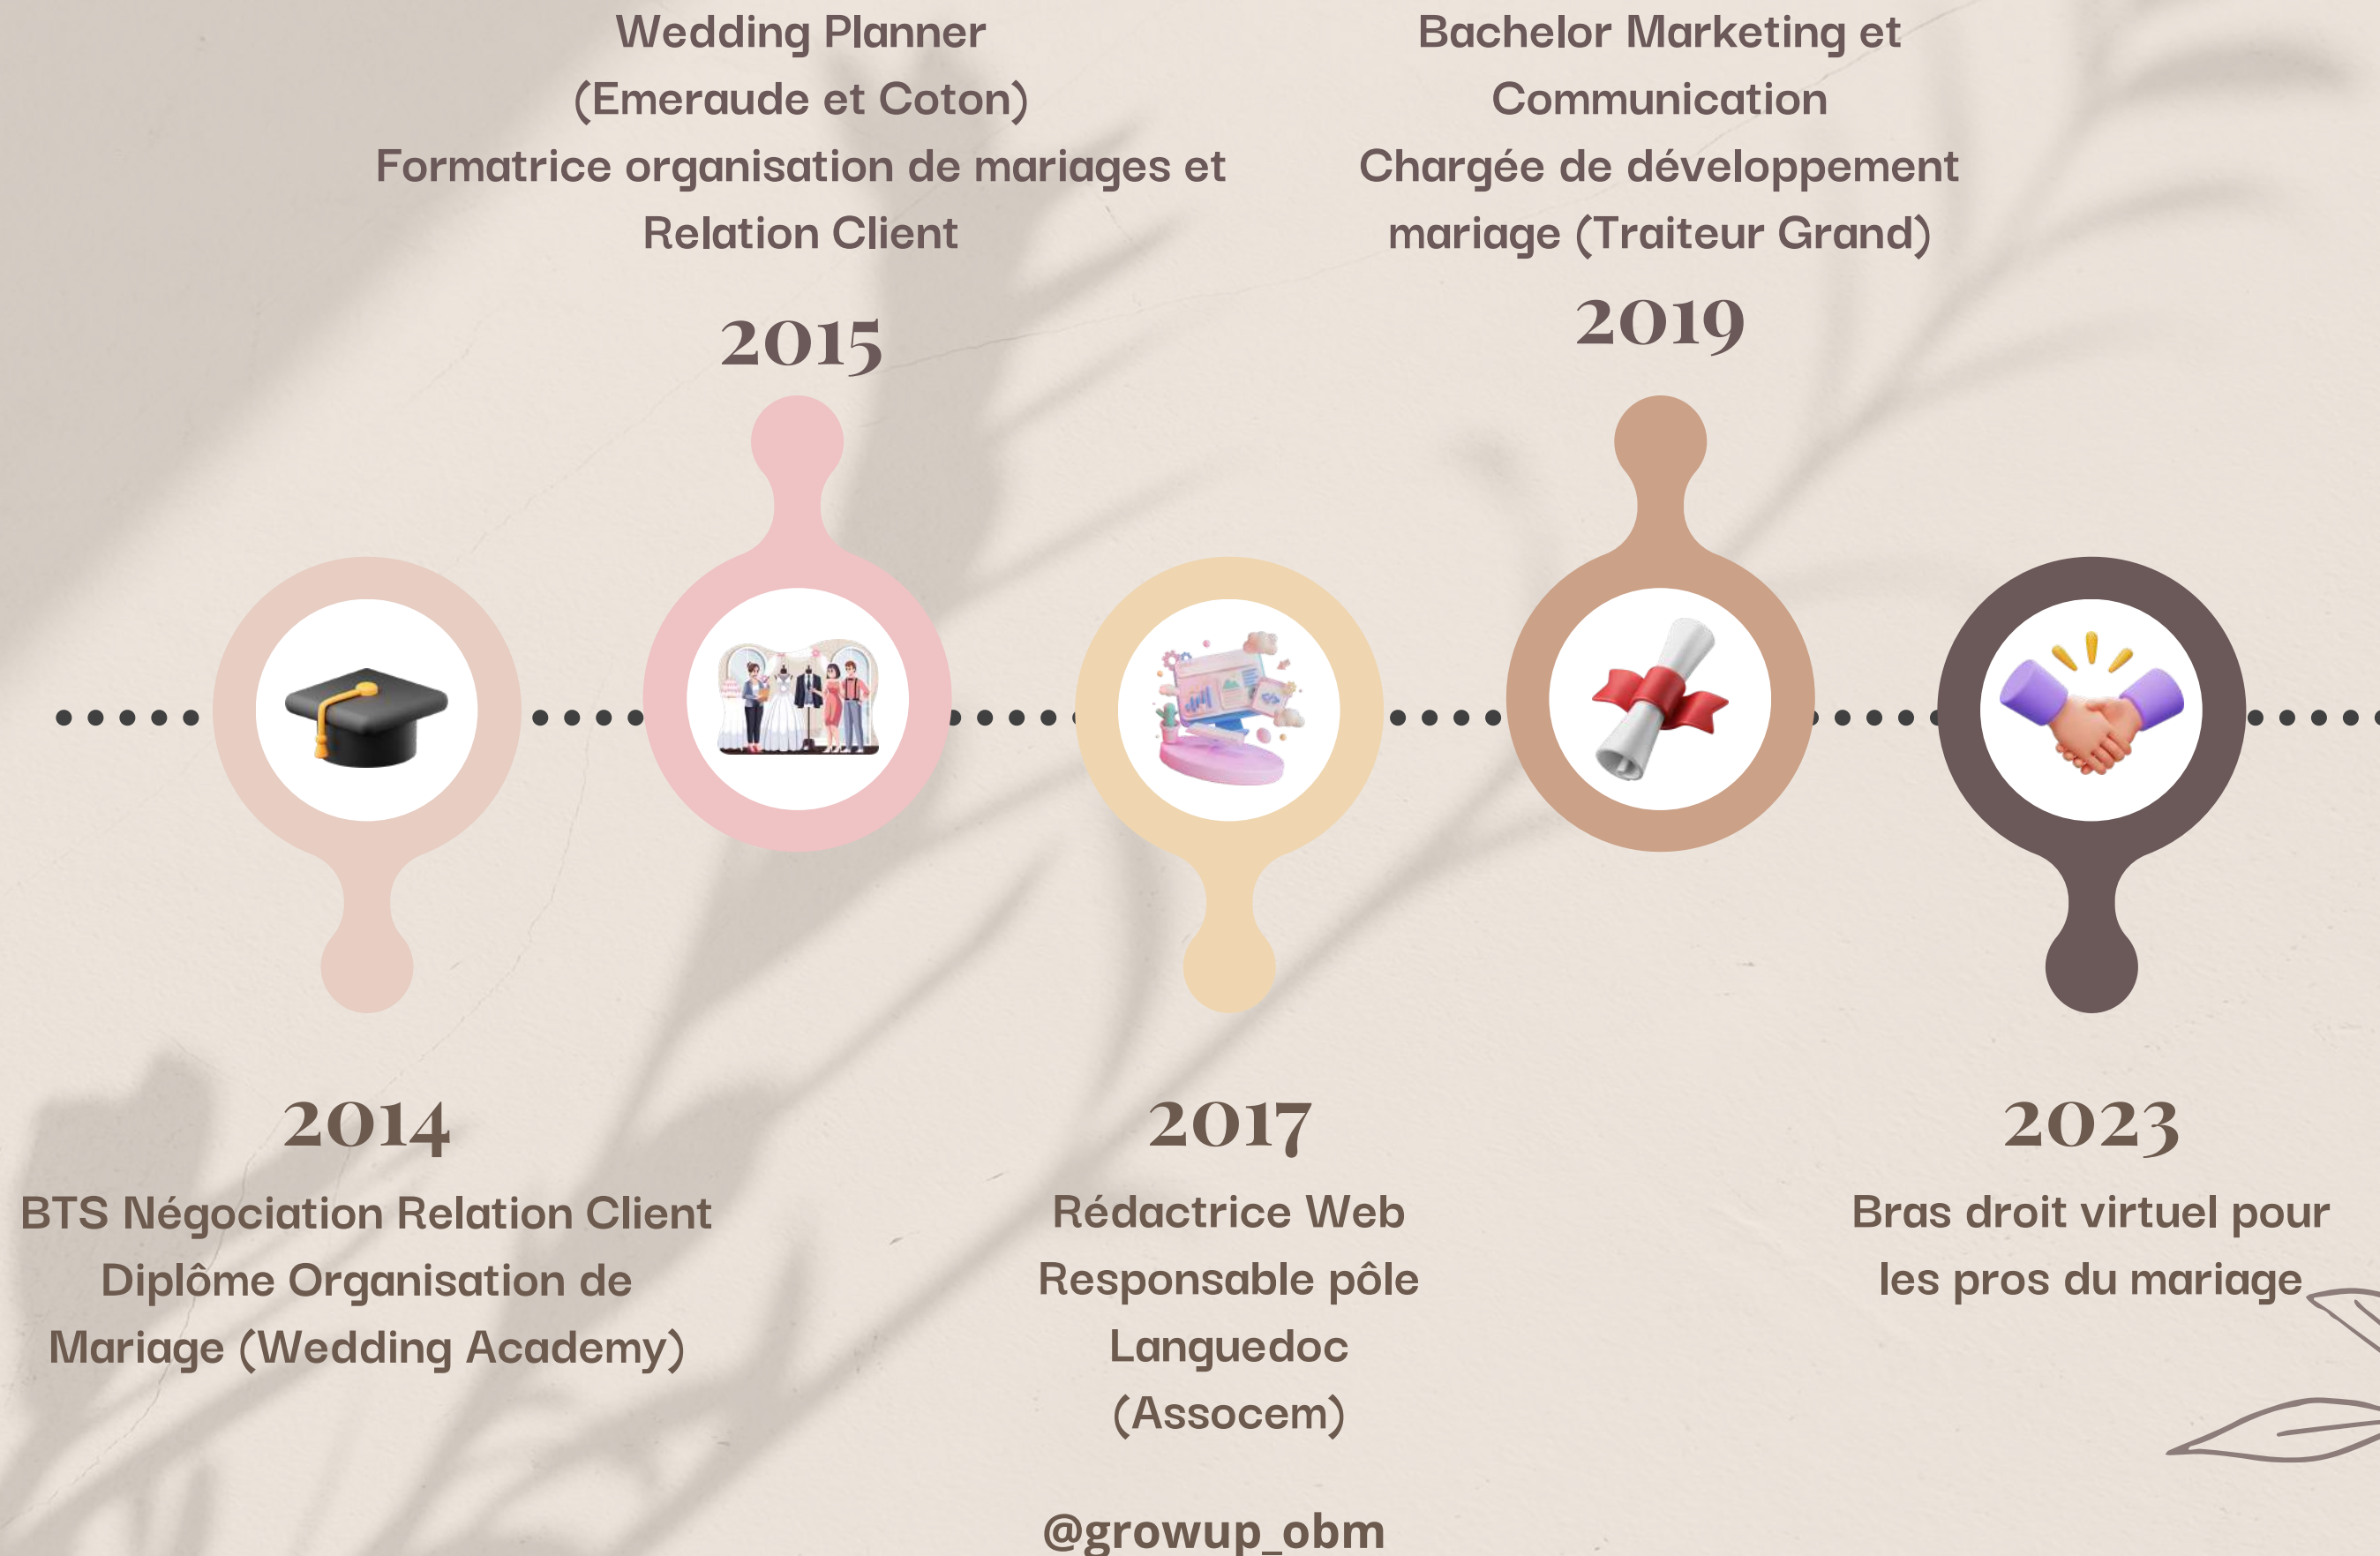 Wedding Planner
(Emeraude et Coton)
Formatrice organisation de mariages et
Relation Client
2015
Bachelor Marketing et
Communication
Chargée de développement
mariage (Traiteur Grand)
2019
2014
BTS Négociation Relation Client
Diplôme Organisation de
Mariage (Wedding Academy)
2017
Rédactrice Web
Responsable pôle
Languedoc
(Assocem)
2023
Bras droit virtuel pour
les pros du mariage
@growup_obm